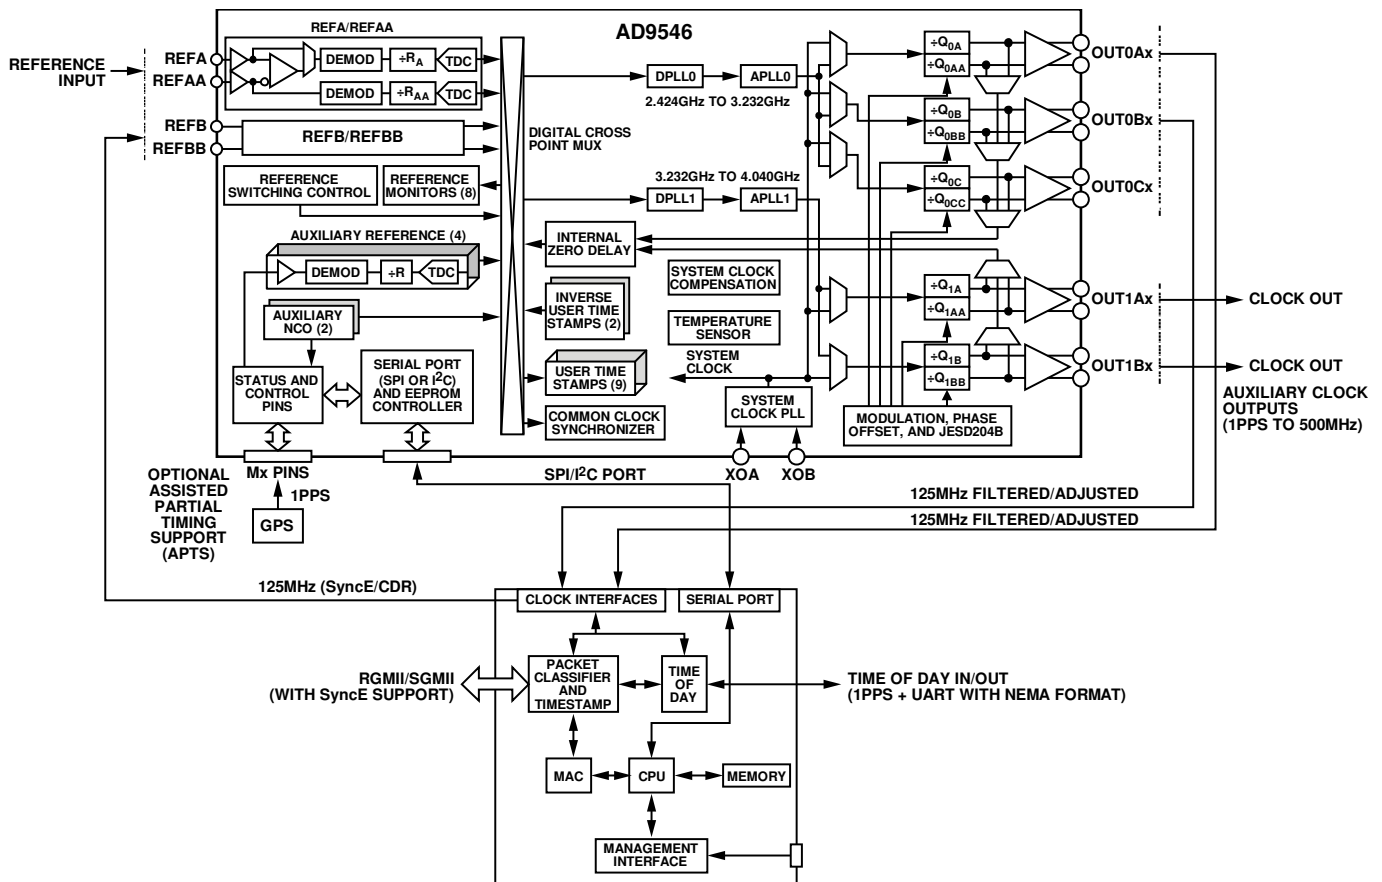 AD9546
REFA/REFAA
REFERENCE
INPUT
REFA
REFAA
DEMOD
÷RA
TDC
DEMOD
÷RAA
TDC
REFB
REFBB
REFB/REFBB
DIGITAL CROSS
POINT MUX
REFERENCE
SWITCHING CONTROL
REFERENCE
MONITORS (8)
AUXILIARY REFERENCE (4)
DEMOD
÷R
TDC
AUXILIARY
NCO (2)
STATUS AND
CONTROL
PINS
SERIAL PORT
(SPI OR I2C)
AND EEPROM
CONTROLLER
DPLL0
APLL0
2.424GHz TO 3.232GHz
3.232GHz TO 4.040GHz
DPLL1
APLL1
INTERNAL
ZERO DELAY
INVERSE
USER TIME
STAMPS (2)
USER TIME
STAMPS (9)
COMMON CLOCK
SYNCHRONIZER
SYSTEM CLOCK
COMPENSATION
TEMPERATURE
SENSOR
SYSTEM
CLOCK
SYSTEM
CLOCK PLL
MODULATION, PHASE
OFFSET, AND JESD204B
÷Q0A
÷Q0AA
÷Q0B
÷Q0BB
÷Q0C
÷Q0CC
÷Q1A
÷Q1AA
÷Q1B
÷Q1BB
OUT0Ax
OUT0Bx
OUT0Cx
OUT1Ax
OUT1Bx
CLOCK OUT
CLOCK OUT
AUXILIARY CLOCK
OUTPUTS
(1PPS TO 500MHz)
OPTIONAL
ASSISTED
PARTIAL
TIMING
SUPPORT
(APTS)
Mx PINS
1PPS
GPS
SPI/I2C PORT
XOA
XOB
125MHz FILTERED/ADJUSTED
125MHz FILTERED/ADJUSTED
125MHz (SyncE/CDR)
CLOCK INTERFACES
SERIAL PORT
RGMII/SGMII
(WITH SyncE SUPPORT)
PACKET
CLASSIFIER
AND
TIMESTAMP
TIME
OF
DAY
TIME OF DAY IN/OUT
(1PPS + UART WITH NEMA FORMAT)
MAC
CPU
MEMORY
MANAGEMENT
INTERFACE